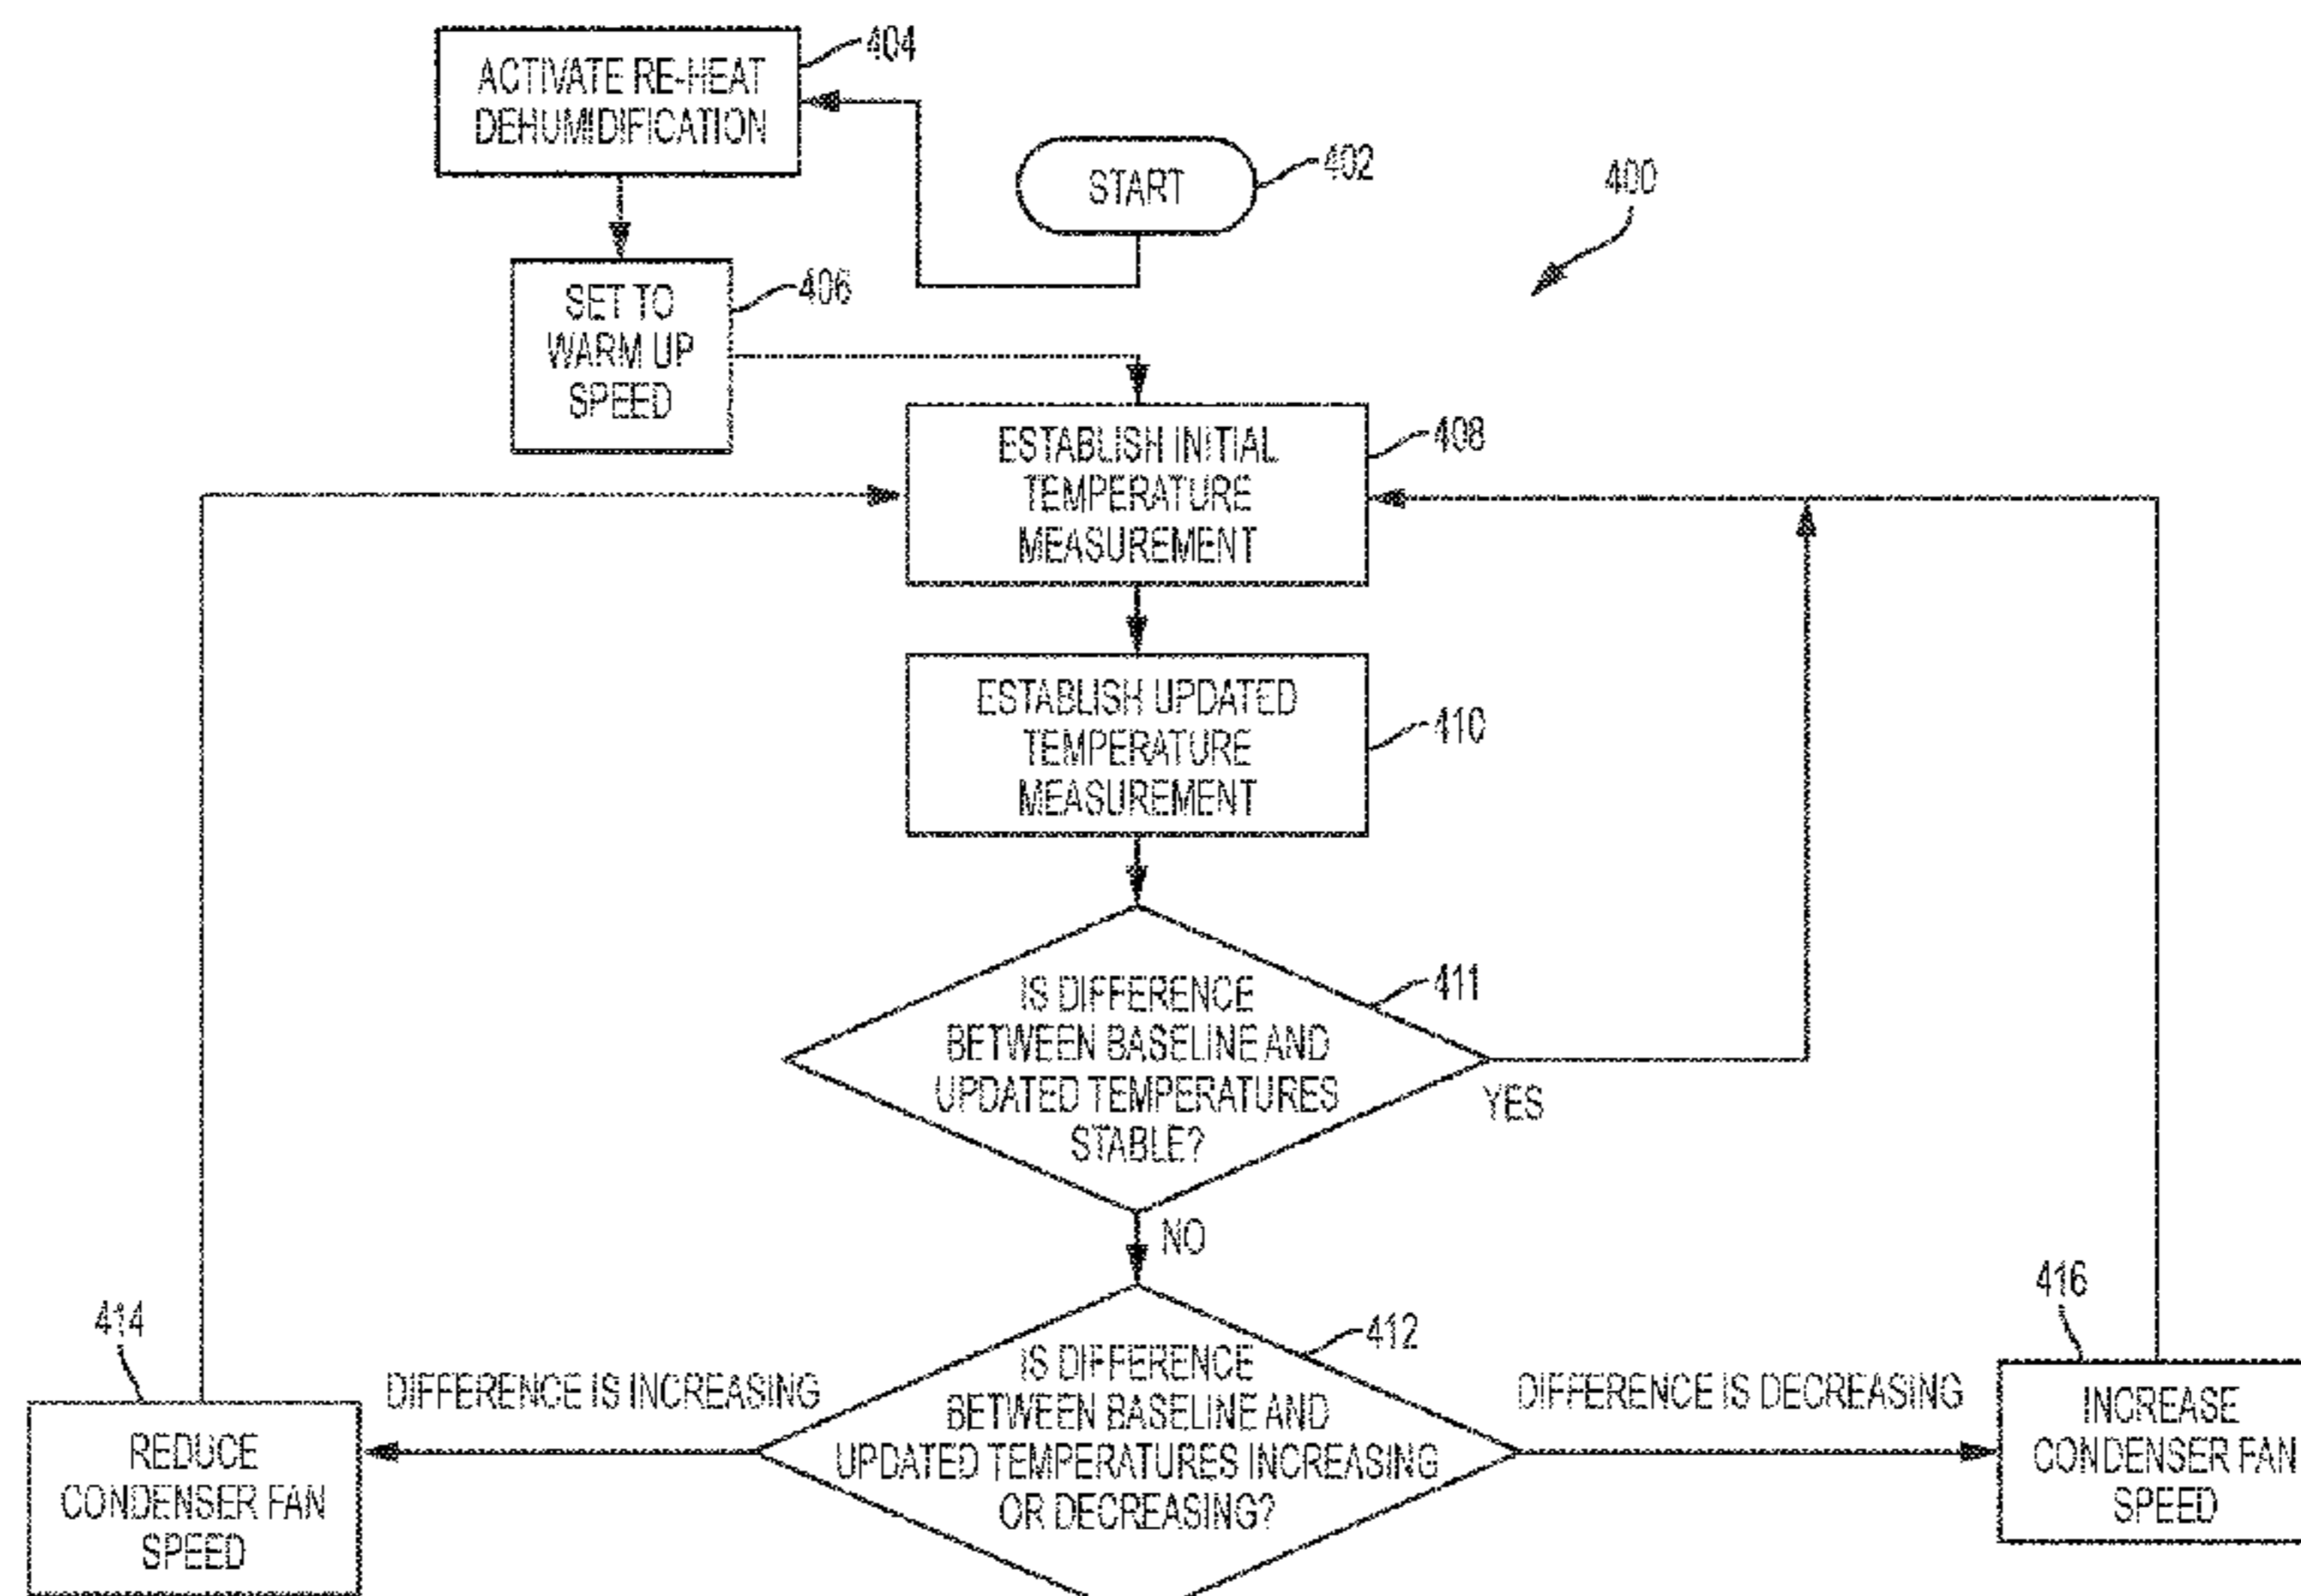 404
ACTIVATE RE-HEAT
DEHUMIDIFICATION
402
START
400
406
SET TO
WARM UP
SPEED
408
ESTABLISH INITIAL
TEMPERATURE
MEASUREMENT
410
ESTABLISH UPDATED
TEMPERATURE
MEASUREMENT
411
IS DIFFERENCE
BETWEEN BASELINE AND
UPDATED TEMPERATURES
STABLE?
YES
NO
414
412
416
DIFFERENCE IS INCREASING
IS DIFFERENCE
BETWEEN BASELINE AND
UPDATED TEMPERATURES INCREASING
OR DECREASING?
DIFFERENCE IS DECREASING
REDUCE
CONDENSER FAN
SPEED
INCREASE
CONDENSER FAN
SPEED